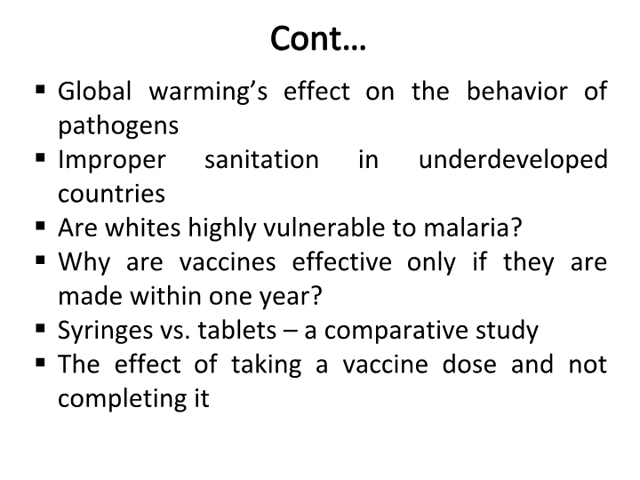 Cont…
▪ Global warming’s effect on the behavior of
pathogens
▪ Improper sanitation in underdeveloped
countries
▪ Are whites highly vulnerable to malaria?
▪ Why are vaccines effective only if they are
made within one year?
▪ Syringes vs. tablets – a comparative study
▪ The effect of taking a vaccine dose and not
completing it